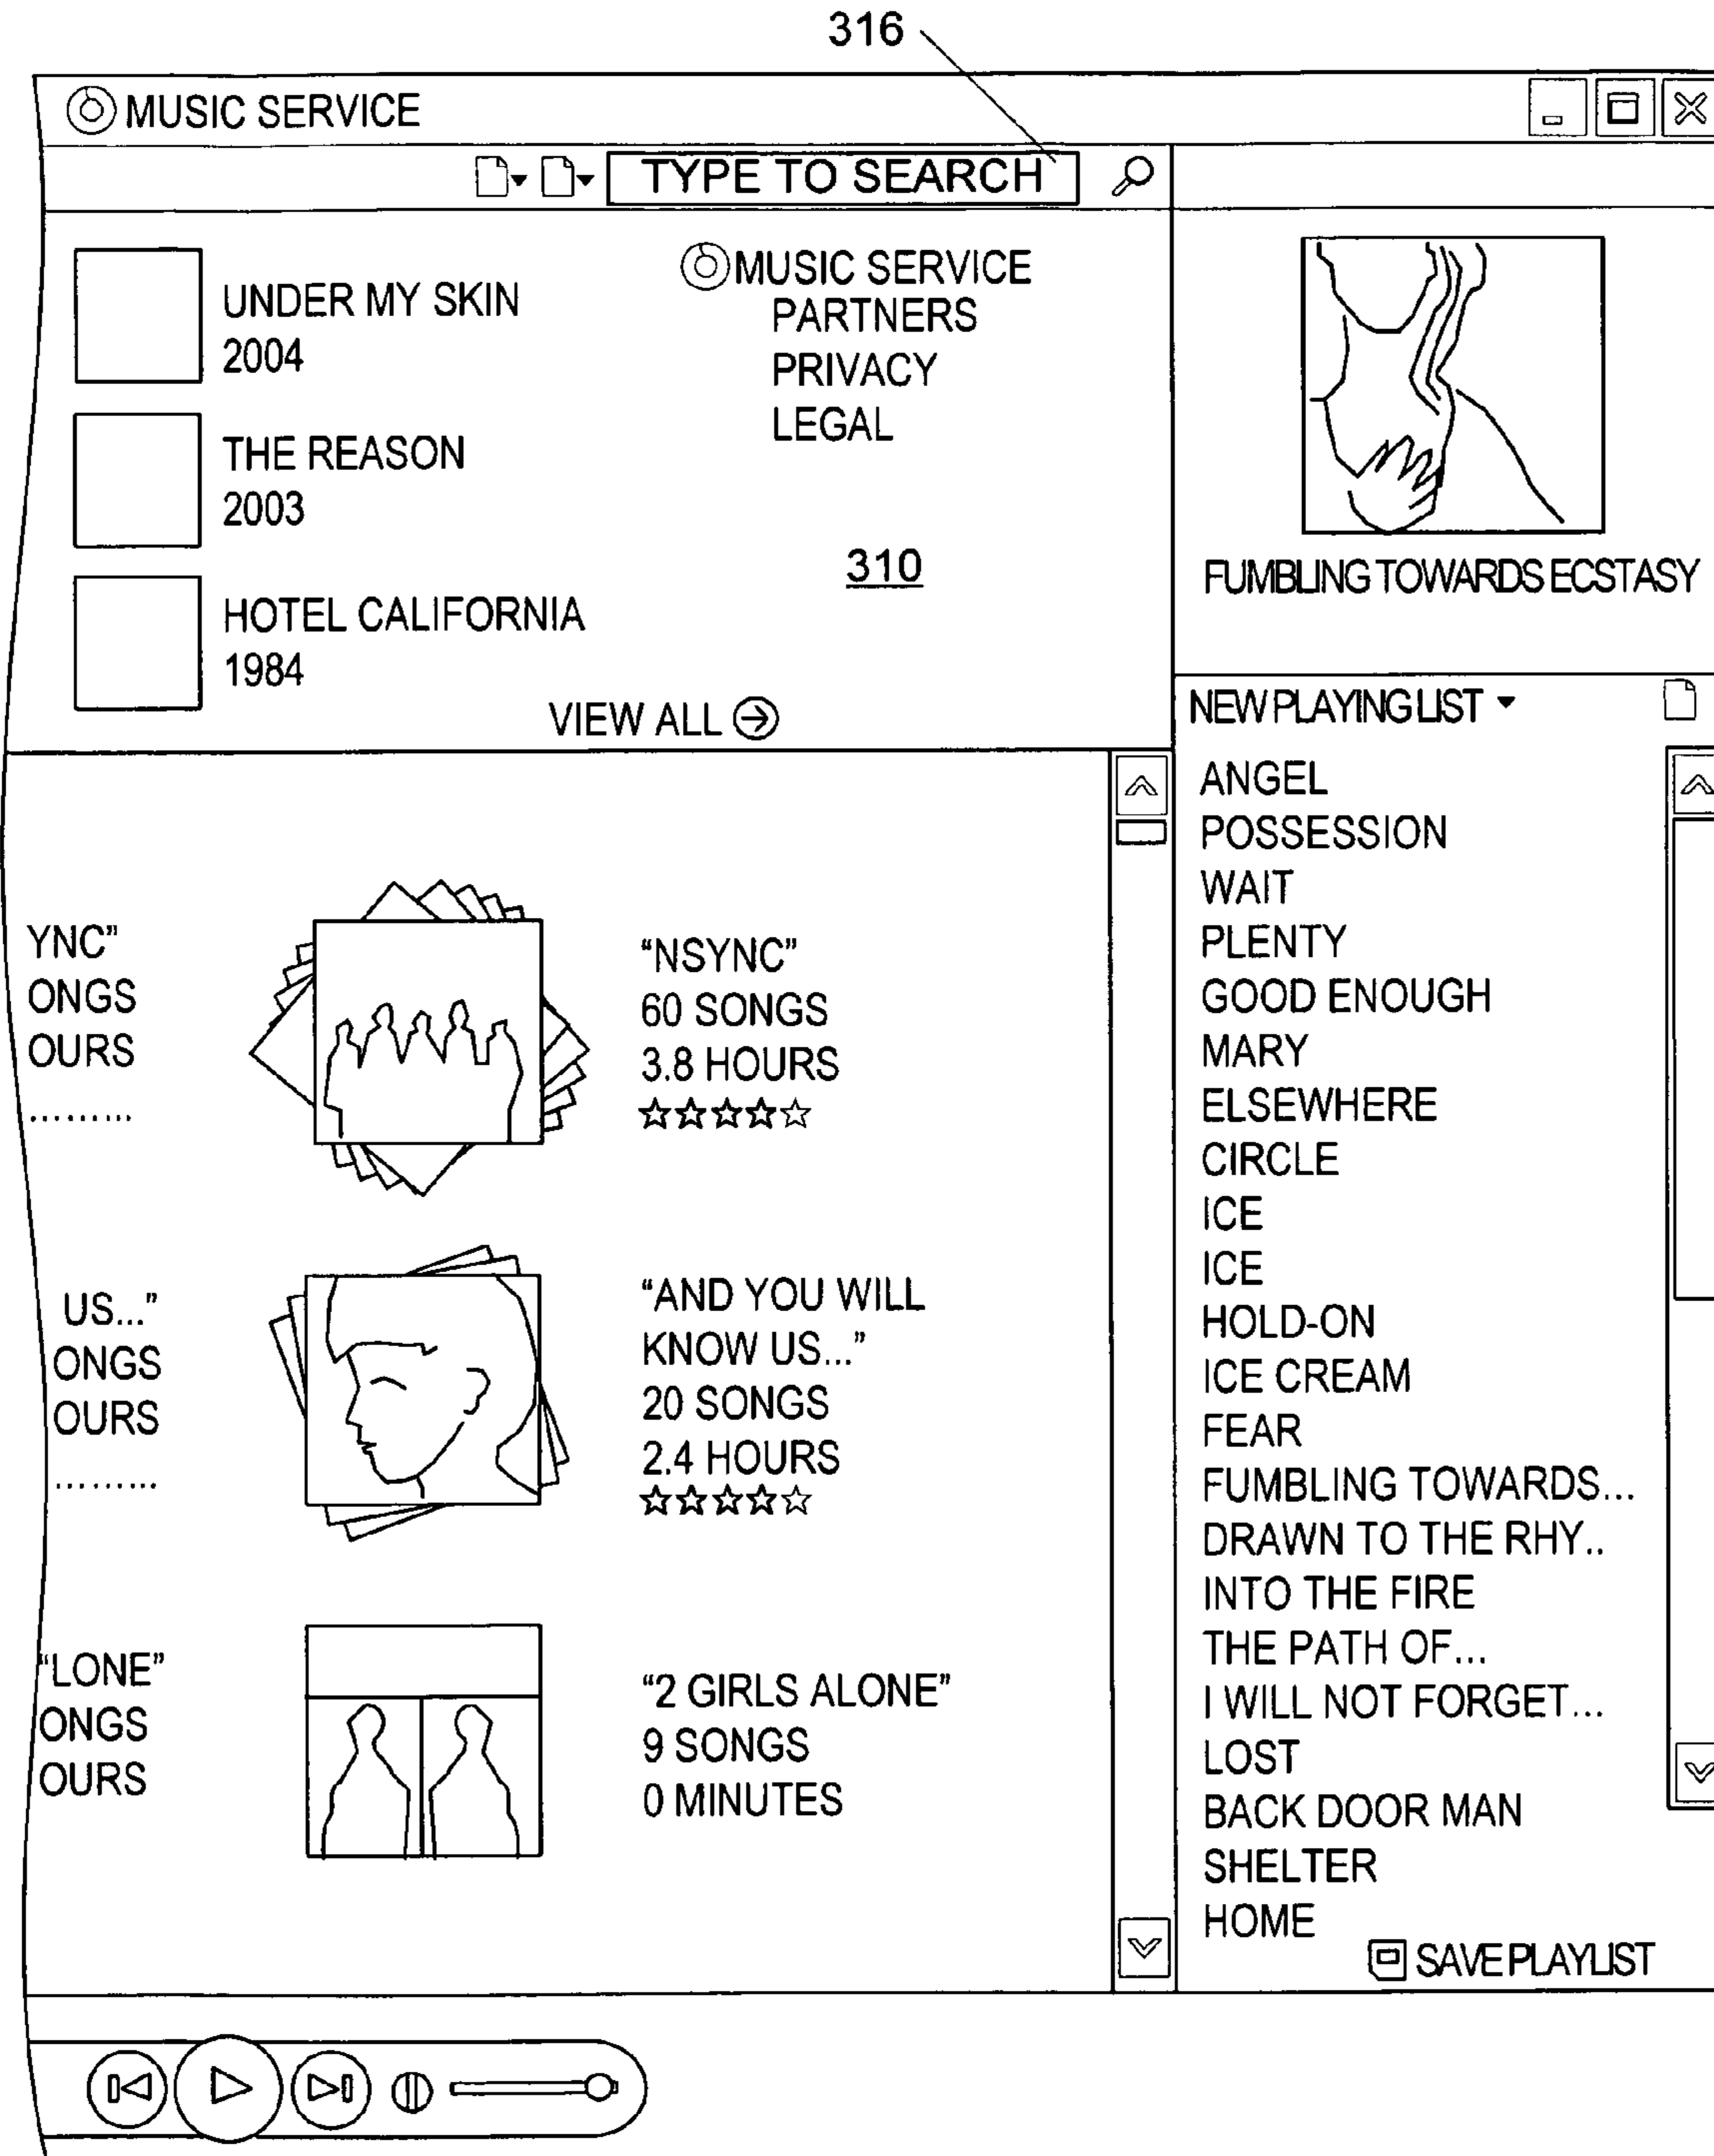 316
MUSIC SERVICE
TYPE TO SEARCH
UNDER MY SKIN
2004
THE REASON
2003
HOTEL CALIFORNIA
1984
VIEW ALL
MUSIC SERVICE
PARTNERS
PRIVACY
LEGAL
310
FUMBLING TOWARDS ECSTASY
YNC”
ONGS
OURS
.........
“NSYNC”
60 SONGS
3.8 HOURS
US...”
ONGS
OURS
.........
“AND YOU WILL
KNOW US...”
20 SONGS
2.4 HOURS
“LONE”
ONGS
OURS
“2 GIRLS ALONE”
9 SONGS
0 MINUTES
NEW PLAYING LIST
ANGEL
POSSESSION
WAIT
PLENTY
GOOD ENOUGH
MARY
ELSEWHERE
CIRCLE
ICE
ICE
HOLD-ON
ICE CREAM
FEAR
FUMBLING TOWARDS...
DRAWN TO THE RHY..
INTO THE FIRE
THE PATH OF...
I WILL NOT FORGET...
LOST
BACK DOOR MAN
SHELTER
HOME
SAVE PLAYLIST